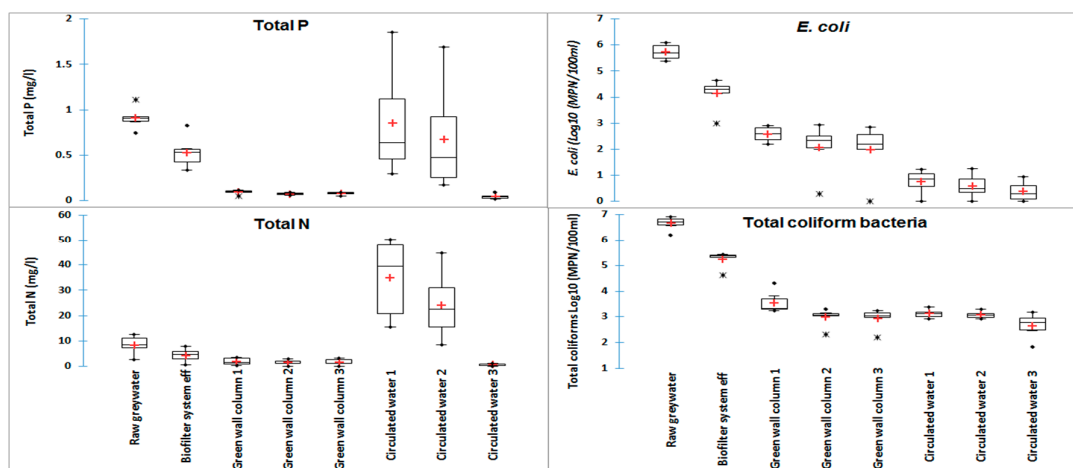 Total P
Total P (mg/l)
2
1.5
1
0.5
0
E. coli
E. coli (Log10 (MPN/100ml)
7
6
5
4
3
2
1
0
Total N
Total N (mg/l)
60
50
40
30
20
10
0
Raw greywater
Biofilter system eff
Green wall column 1
Green wall column 2
Green wall column 3
Circulated water 1
Circulated water 2
Circulated water 3
Total coliform bacteria
Total coliforms Log10 (MPN/100ml)
7
6
5
4
3
2
1
Raw greywater
Biofilter system eff
Green wall column 1
Green wall column 2
Green wall column 3
Circulated water 1
Circulated water 2
Circulated water 3